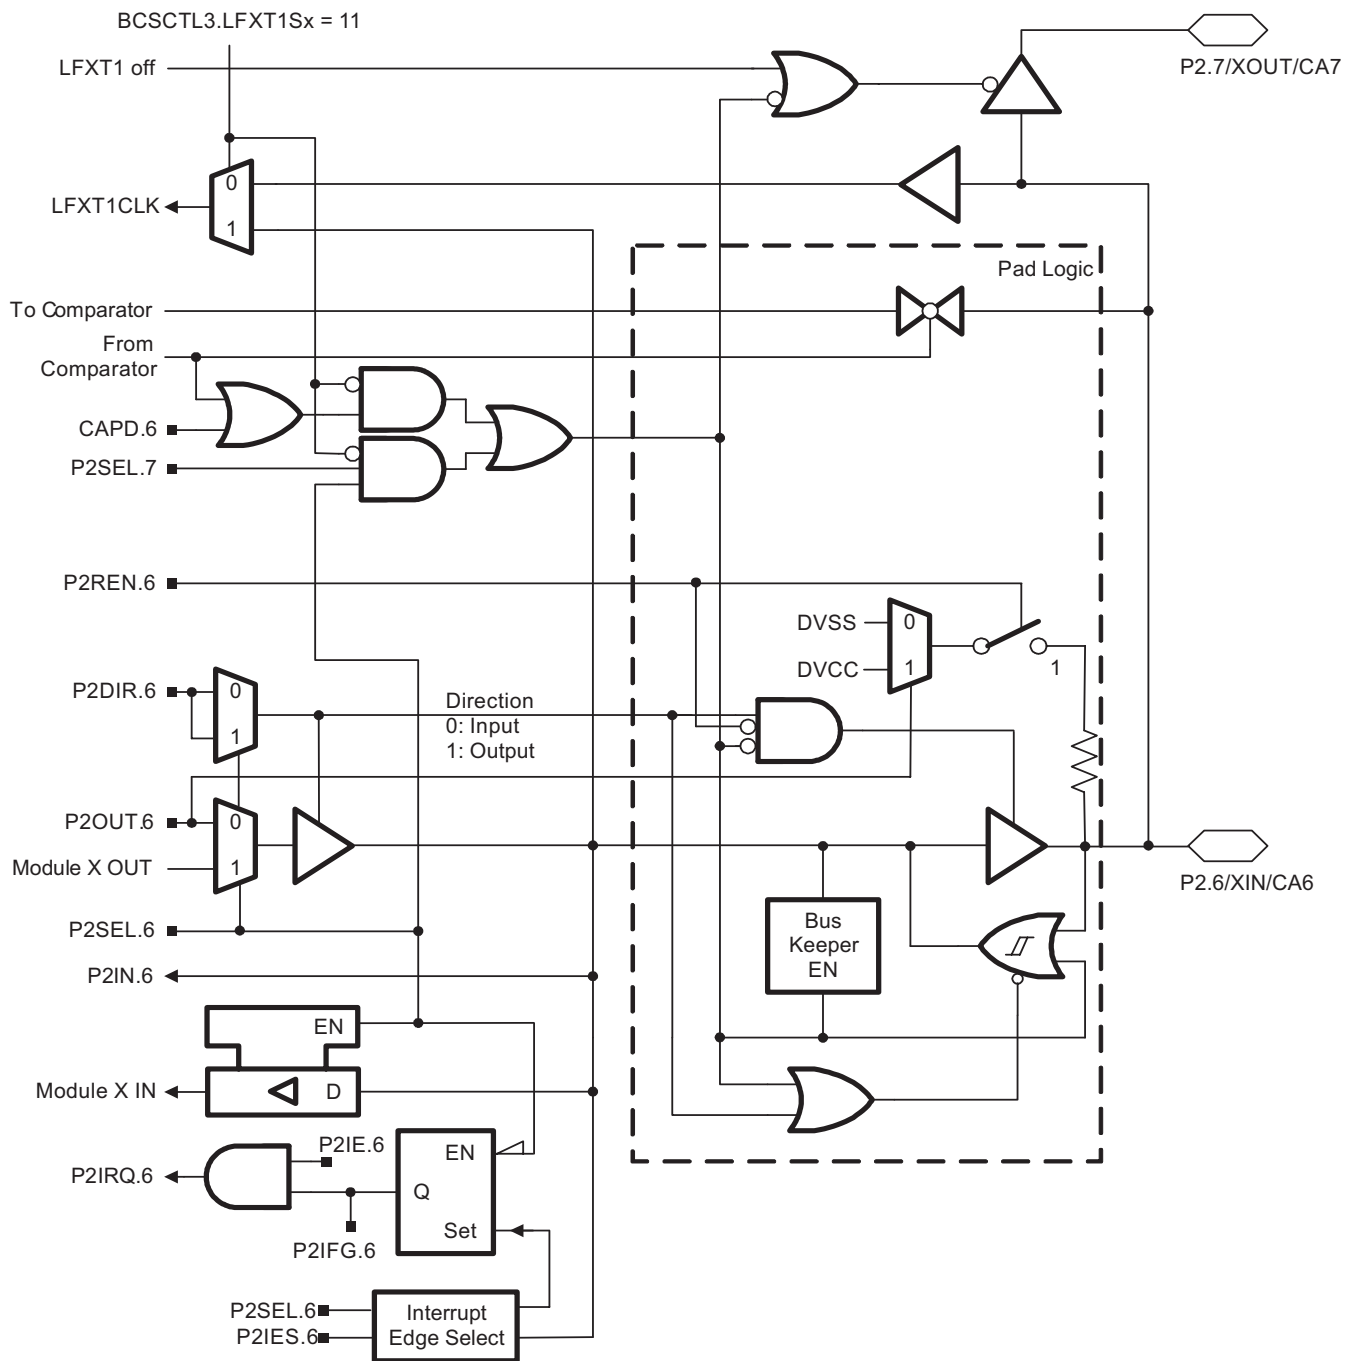 BCSCTL3.LFXT1Sx = 11
LFXT1 off
P2.7/XOUT/CA7
0
LFXT1CLK
1
Pad Logic
To Comparator
From
Comparator
CAPD.6
P2SEL.7
P2REN.6
DVSS
0
DVCC
1
1
P2DIR.6
0
1
Direction
0: Input
1: Output
P2OUT.6
0
Module X OUT
1
P2.6/XIN/CA6
P2SEL.6
Bus
Keeper
EN
P2IN.6
EN
Module X IN
D
P2IE.6
EN
P2IRQ.6
Q
Set
P2IFG.6
P2SEL.6
P2IES.6
Interrupt
Edge Select